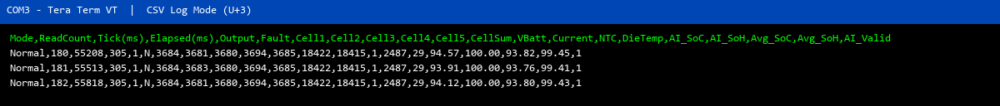 COM3 - Tera Term VT | CSV Log Mode (U+3)
Mode,ReadCount,Tick(ms),Elapsed(ms),Output,Fault,Cell1,Cell2,Cell3,Cell4,Cell5,CellSum,VBatt,Current,NTC,DieTemp,AI_SoC,AI_SoH,Avg_SoC,Avg_SoH,AI_Valid
Normal,180,55208,305,1,N,3684,3681,3680,3694,3685,18422,18415,1,2487,29,94.57,100.00,93.82,99.45,1
Normal,181,55513,305,1,N,3684,3683,3680,3694,3685,18422,18415,1,2487,29,93.91,100.00,93.76,99.41,1
Normal,182,55818,305,1,N,3684,3681,3680,3694,3685,18422,18415,1,2487,29,94.12,100.00,93.80,99.43,1